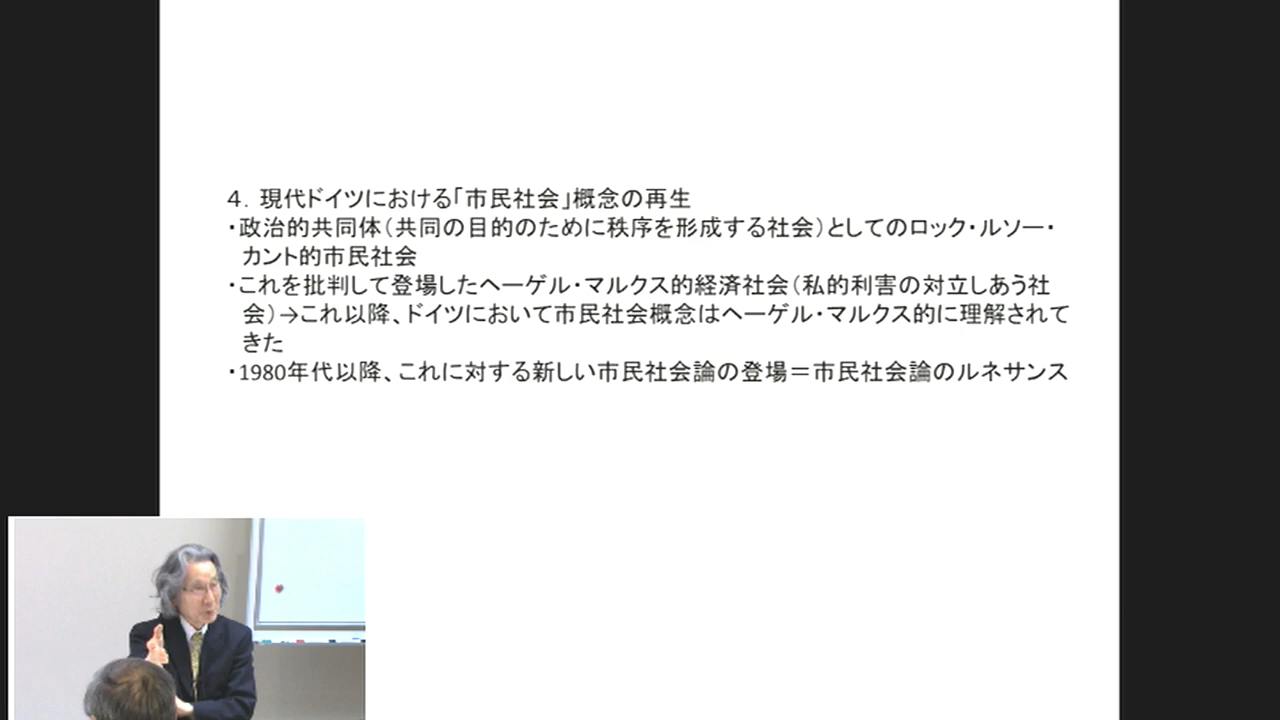 ４．現代ドイツにおける「市民社会」概念の再生
・政治的共同体（共同の目的のために秩序を形成する社会）としてのロック・ルソー・
カント的市民社会
・これを批判して登場したヘーゲル・マルクス的経済社会（私的利害の対立しあう社
会）→これ以降、ドイツにおいて市民社会概念はヘーゲル・マルクス的に理解されて
きた
・1980年代以降、これに対する新しい市民社会論の登場＝市民社会論のルネサンス